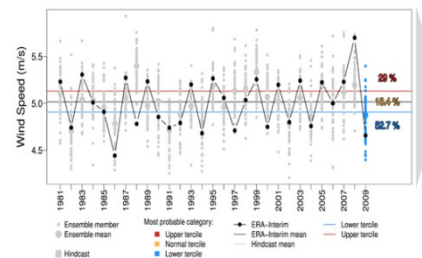 Wind Speed (m/s)
5.5
5.0
4.5
29 %
18.4 %
52.7 %
1981
1983
1985
1987
1989
1991
1993
1995
1997
1999
2001
2003
2005
2007
2009
Ensemble member
Ensemble mean
Hindcast
Most probable category:
Upper tercile
Normal tercile
Lower tercile
ERA-Interim
ERA-Interim mean
Hindcast mean
Lower tercile
Upper tercile